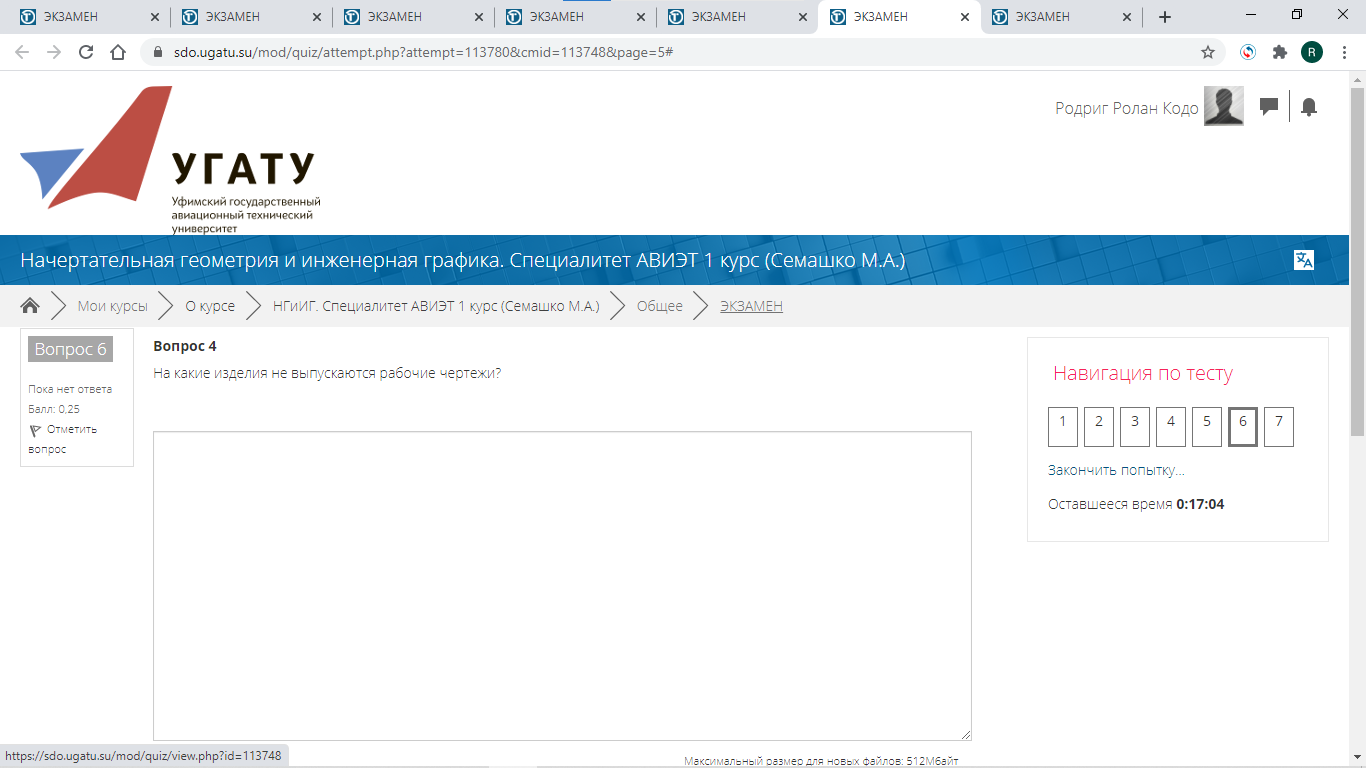 ЭКЗАМЕН
ЭКЗАМЕН
ЭКЗАМЕН
ЭКЗАМЕН
ЭКЗАМЕН
ЭКЗАМЕН
ЭКЗАМЕН
sdo.ugatu.su/mod/quiz/attempt.php?attempt=113780&cmid=113748&page=5#
R
УГАТУ
Уфимский государственный
авиационный технический
университет
Родриг Ролан Кодо
Начертательная геометрия и инженерная графика. Специалитет АВИЭТ 1 курс (Семашко М.А.)
Мои курсы
О курсе
НГиИГ. Специалитет АВИЭТ 1 курс (Семашко М.А.)
Общее
ЭКЗАМЕН
Вопрос 6
Пока нет ответа
Балл: 0,25
Отметить
вопрос
Вопрос 4
На какие изделия не выпускаются рабочие чертежи?
Навигация по тесту
1 2 3 4 5 6 7
Закончить попытку...
Оставшееся время 0:17:04
Максимальный размер для новых файлов: 512Мбайт
https://sdo.ugatu.su/mod/quiz/view.php?id=113748